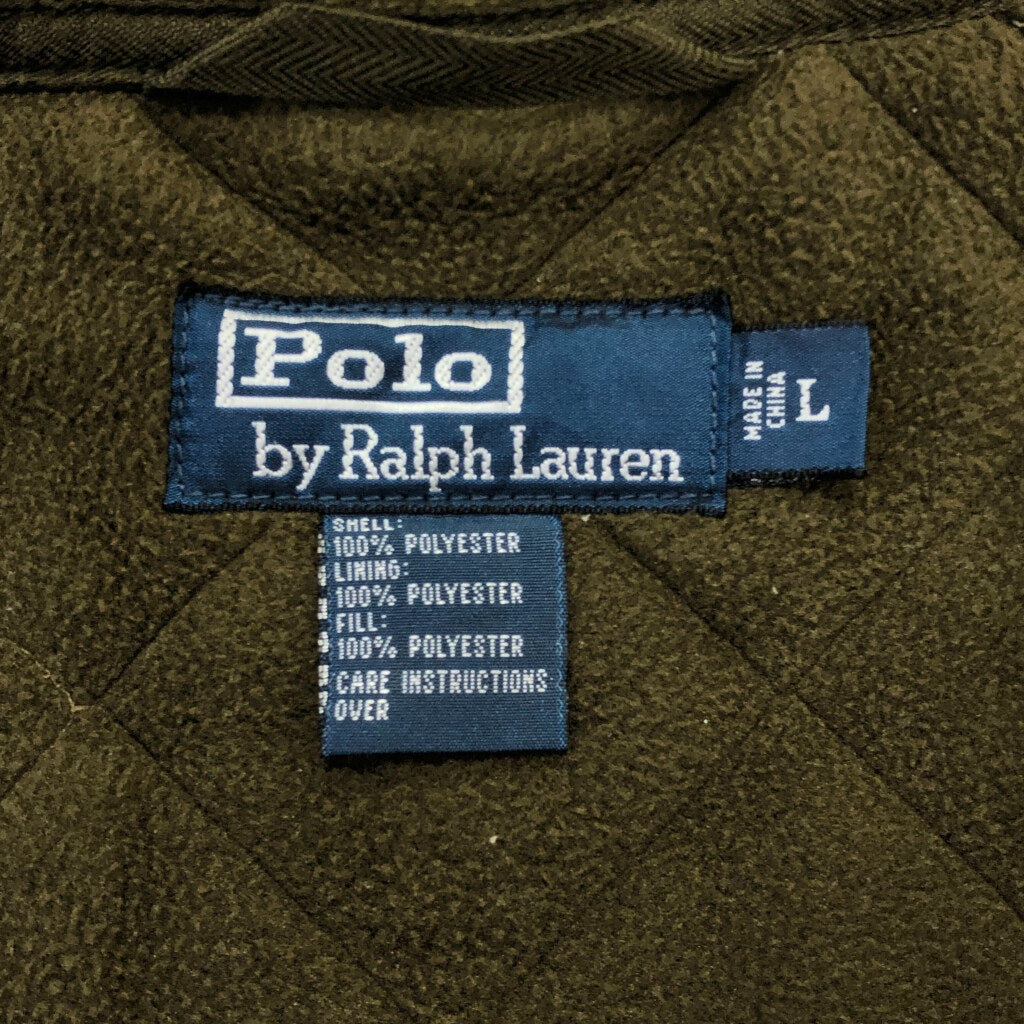 Polo
by Ralph Lauren
MADE IN
CHINA
L
SHELL:
100% POLYESTER
LINING:
100% POLYESTER
FILL:
100% POLYESTER
CARE INSTRUCTIONS
OVER